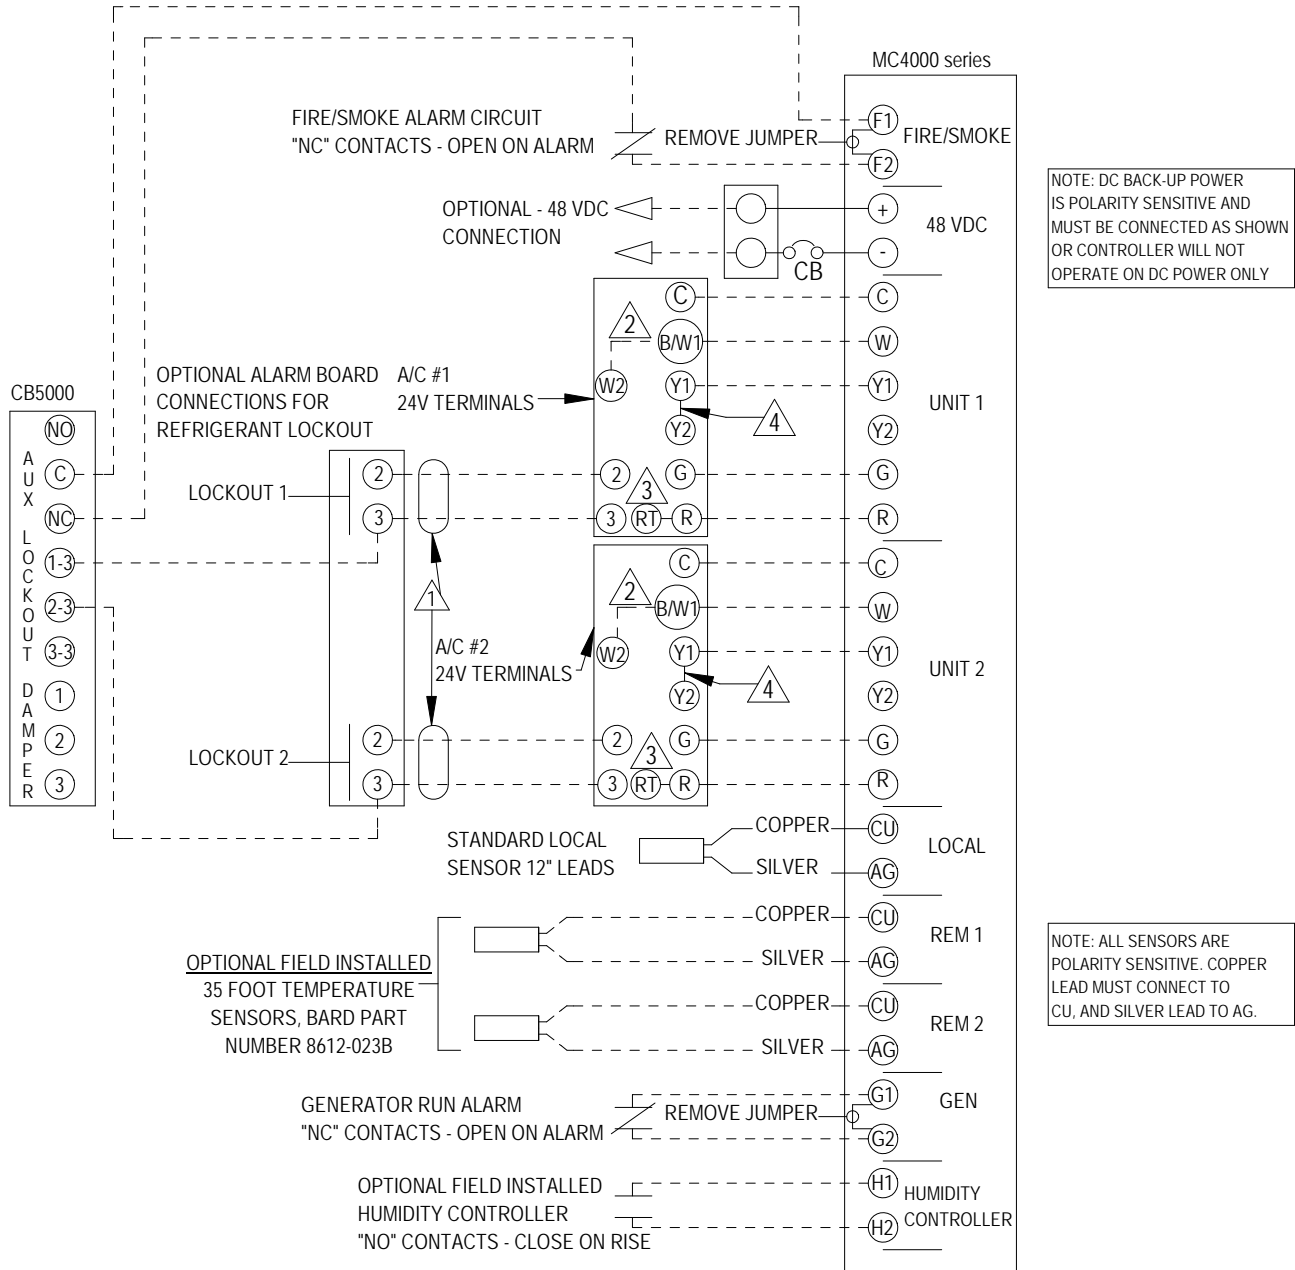 MC4000 series
FIRE/SMOKE ALARM CIRCUIT
"NC" CONTACTS - OPEN ON ALARM
REMOVE JUMPER
F1
FIRE/SMOKE
F2
NOTE: DC BACK-UP POWER
IS POLARITY SENSITIVE AND
MUST BE CONNECTED AS SHOWN
OR CONTROLLER WILL NOT
OPERATE ON DC POWER ONLY
OPTIONAL - 48 VDC
CONNECTION
CB
+
48 VDC
-
C
2
B/W1
W2
Y1
4
Y2
2
G
3
3
RT
R
C
W
Y1
UNIT 1
Y2
G
R
OPTIONAL ALARM BOARD
CONNECTIONS FOR
REFRIGERANT LOCKOUT
A/C #1
24V TERMINALS
CB5000
AUX LOCKOUT DAMPER
NO
C
NC
1-3
2-3
3-3
1
2
3
LOCKOUT 1
2
3
1
A/C #2
24V TERMINALS
LOCKOUT 2
2
3
C
2
B/W1
W2
Y1
4
Y2
2
G
3
3
RT
R
C
W
Y1
UNIT 2
Y2
G
R
STANDARD LOCAL
SENSOR 12" LEADS
COPPER
CU
LOCAL
SILVER
AG
OPTIONAL FIELD INSTALLED
35 FOOT TEMPERATURE
SENSORS, BARD PART
NUMBER 8612-023B
COPPER
CU
REM 1
SILVER
AG
COPPER
CU
REM 2
SILVER
AG
NOTE: ALL SENSORS ARE
POLARITY SENSITIVE. COPPER
LEAD MUST CONNECT TO
CU, AND SILVER LEAD TO AG.
GENERATOR RUN ALARM
"NC" CONTACTS - OPEN ON ALARM
REMOVE JUMPER
G1
GEN
G2
OPTIONAL FIELD INSTALLED
HUMIDITY CONTROLLER
"NO" CONTACTS - CLOSE ON RISE
H1
HUMIDITY
CONTROLLER
H2